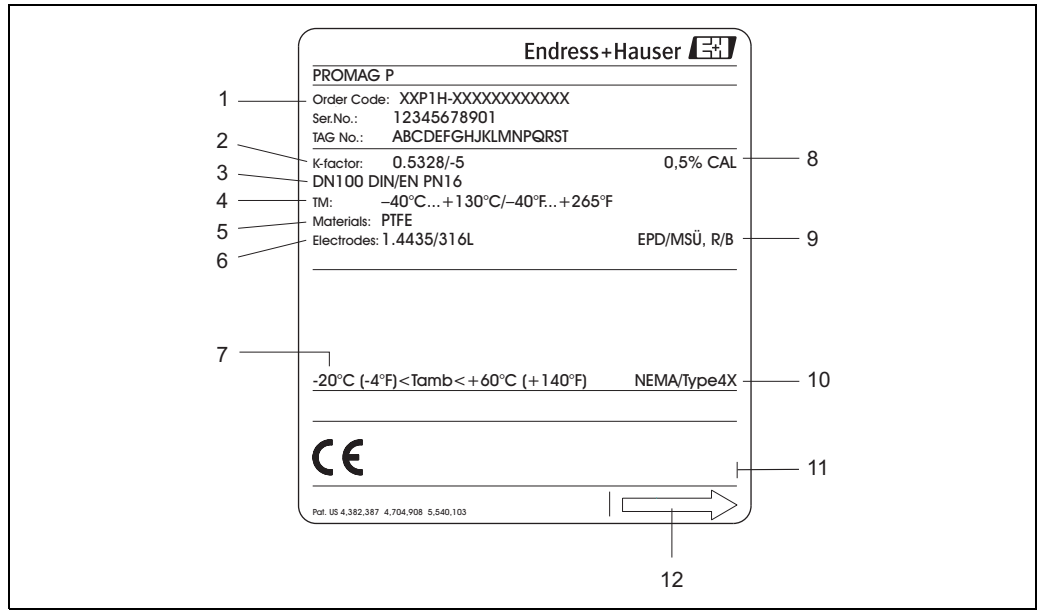 Endress+Hauser
PROMAG P
1 Order Code: XXP1H-XXXXXXXXXXXX
Ser.No.: 12345678901
TAG No.: ABCDEFGHJKLMNPQRST
2 K-factor: 0.5328/-5 0,5% CAL 8
3 DN100 DIN/EN PN16
4 TM: –40°C...+130°C/–40°F...+265°F
5 Materials: PTFE
6 Electrodes: 1.4435/316L EPD/MSÜ, R/B 9
7
-20°C (-4°F)<Tamb<+60°C (+140°F) NEMA/Type4X 10
CE 11
Pat. US 4,382,387 4,704,908 5,540,103
12